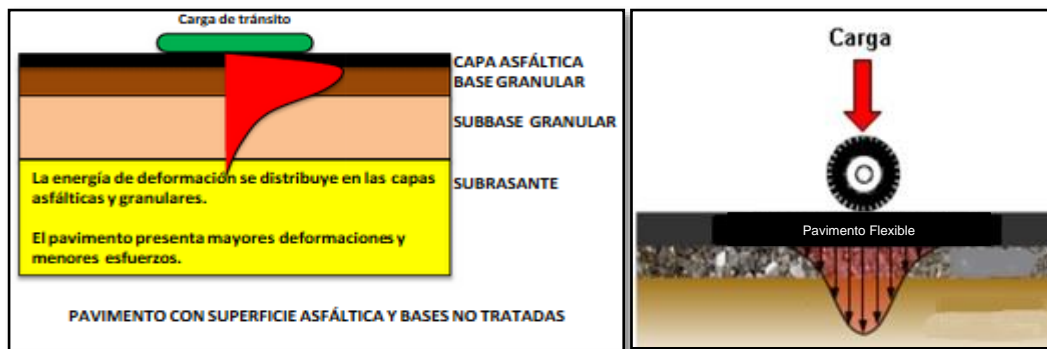 Carga de tránsito
CAPA ASFÁLTICA
BASE GRANULAR
SUBBASE GRANULAR
SUBRASANTE
La energía de deformación se distribuye en las capas
asfálticas y granulares.
El pavimento presenta mayores deformaciones y
menores esfuerzos.
PAVIMENTO CON SUPERFICIE ASFÁLTICA Y BASES NO TRATADAS
Carga
Pavimento Flexible